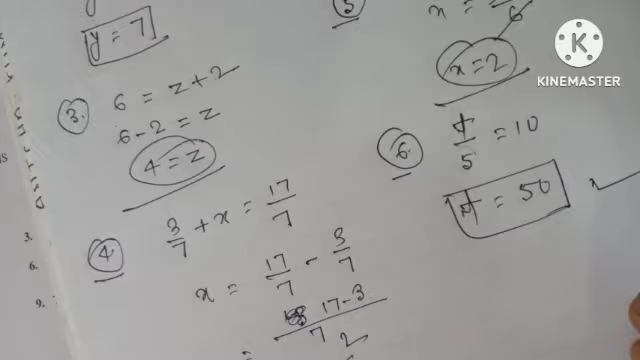 y = 7
3. 6 = z + 2
6 - 2 = z
4 = z
4. 3/7 + x = 17/7
x = 17/7 - 3/7
17 - 3
7
5
x =
6
x = 2
6. t/5 = 10
t = 50
3.
6.
9.
K
KINEMASTER